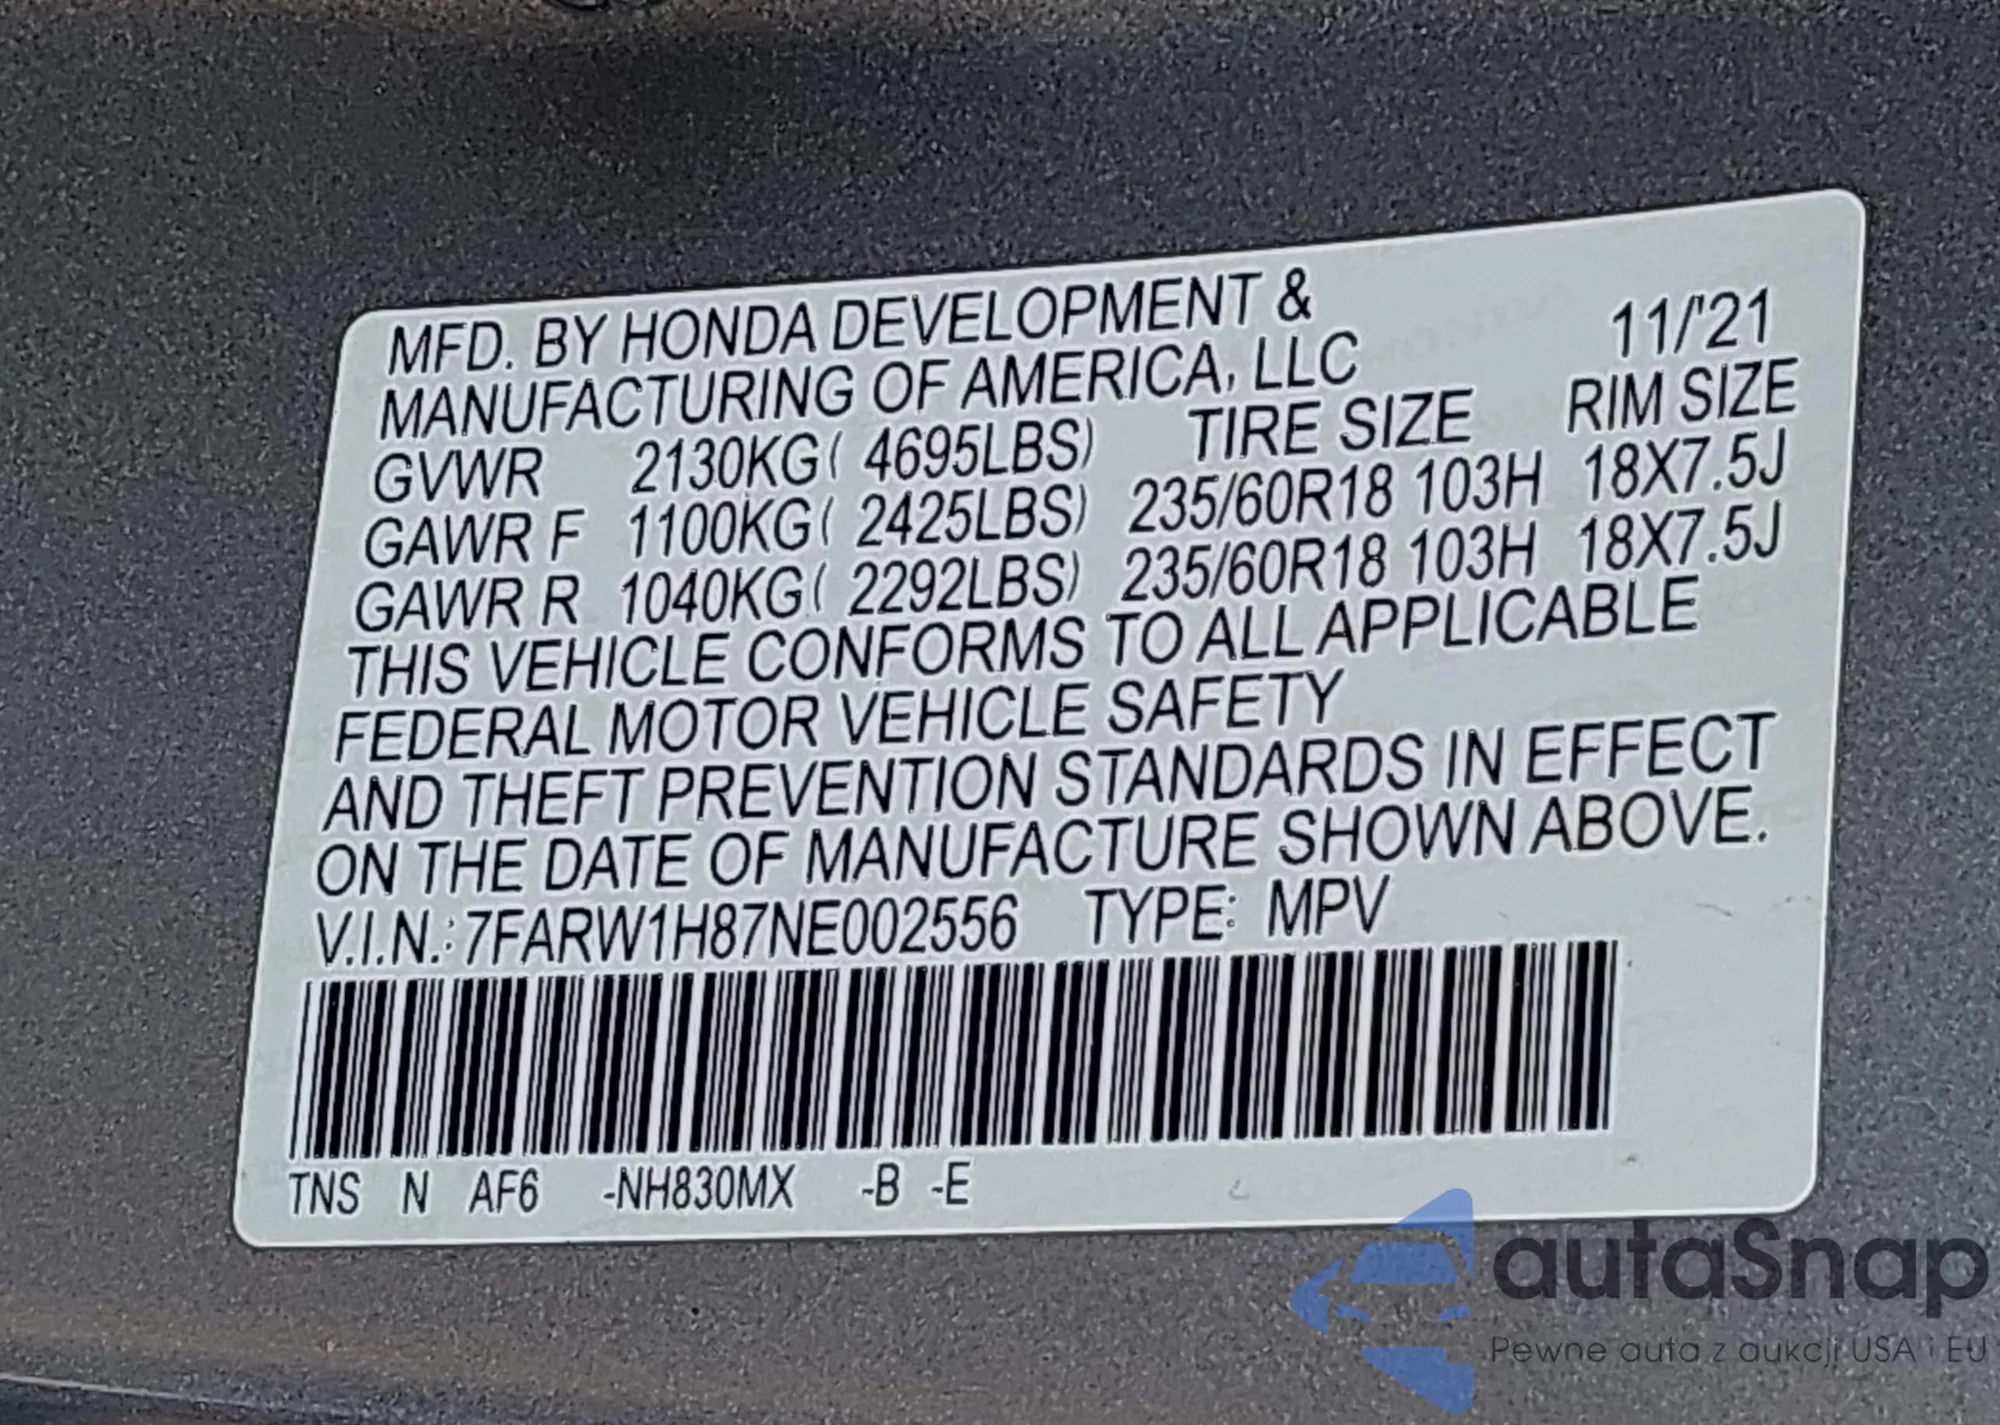 MFD. BY HONDA DEVELOPMENT &
MANUFACTURING OF AMERICA, LLC 11/'21
GVWR 2130KG( 4695LBS) TIRE SIZE RIM SIZE
GAWR F 1100KG( 2425LBS) 235/60R18 103H 18X7.5J
GAWR R 1040KG( 2292LBS) 235/60R18 103H 18X7.5J
THIS VEHICLE CONFORMS TO ALL APPLICABLE
FEDERAL MOTOR VEHICLE SAFETY
AND THEFT PREVENTION STANDARDS IN EFFECT
ON THE DATE OF MANUFACTURE SHOWN ABOVE.
V.I.N.: 7FARW1H87NE002556 TYPE: MPV
TNS N AF6 -NH830MX -B -E
autaSnap
Pewne auta z aukcji USA i EU